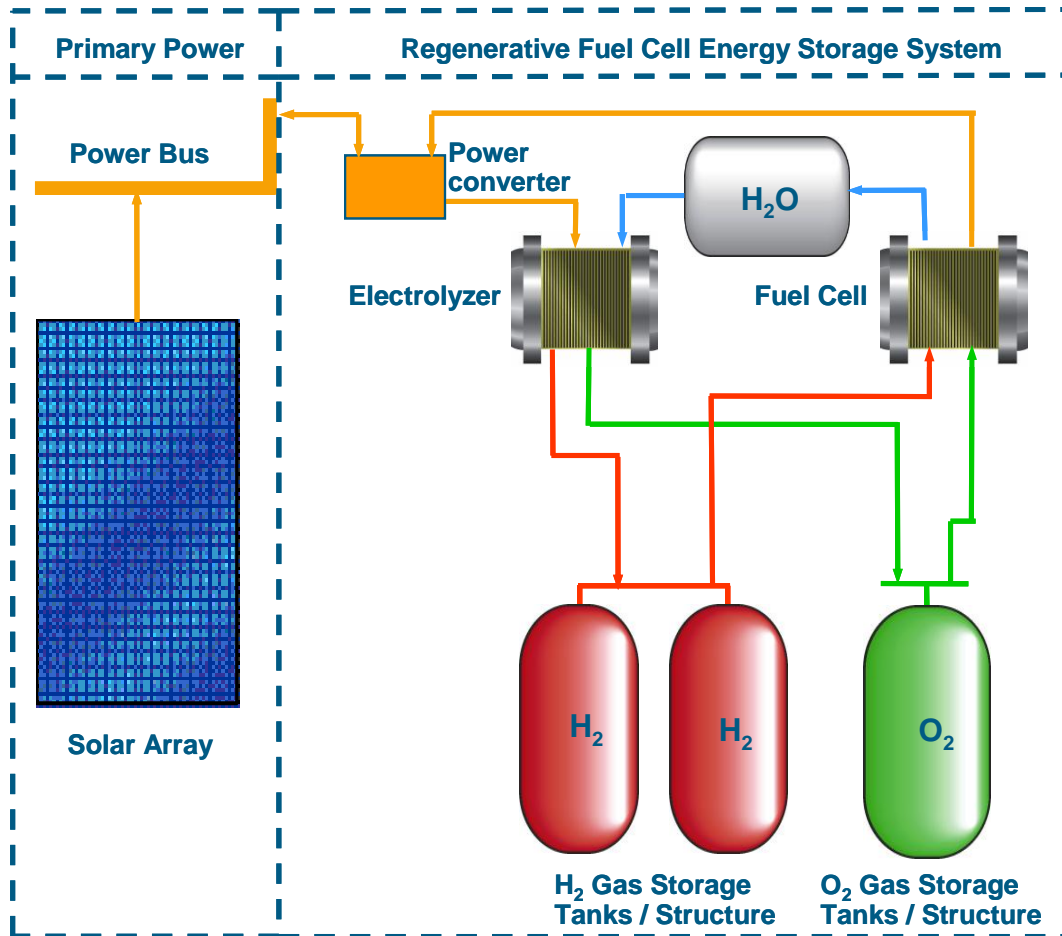 Primary Power
Regenerative Fuel Cell Energy Storage System
Power Bus
Power
converter
H₂O
Electrolyzer
Fuel Cell
Solar Array
H₂
H₂
O₂
H₂ Gas Storage
Tanks / Structure
O₂ Gas Storage
Tanks / Structure